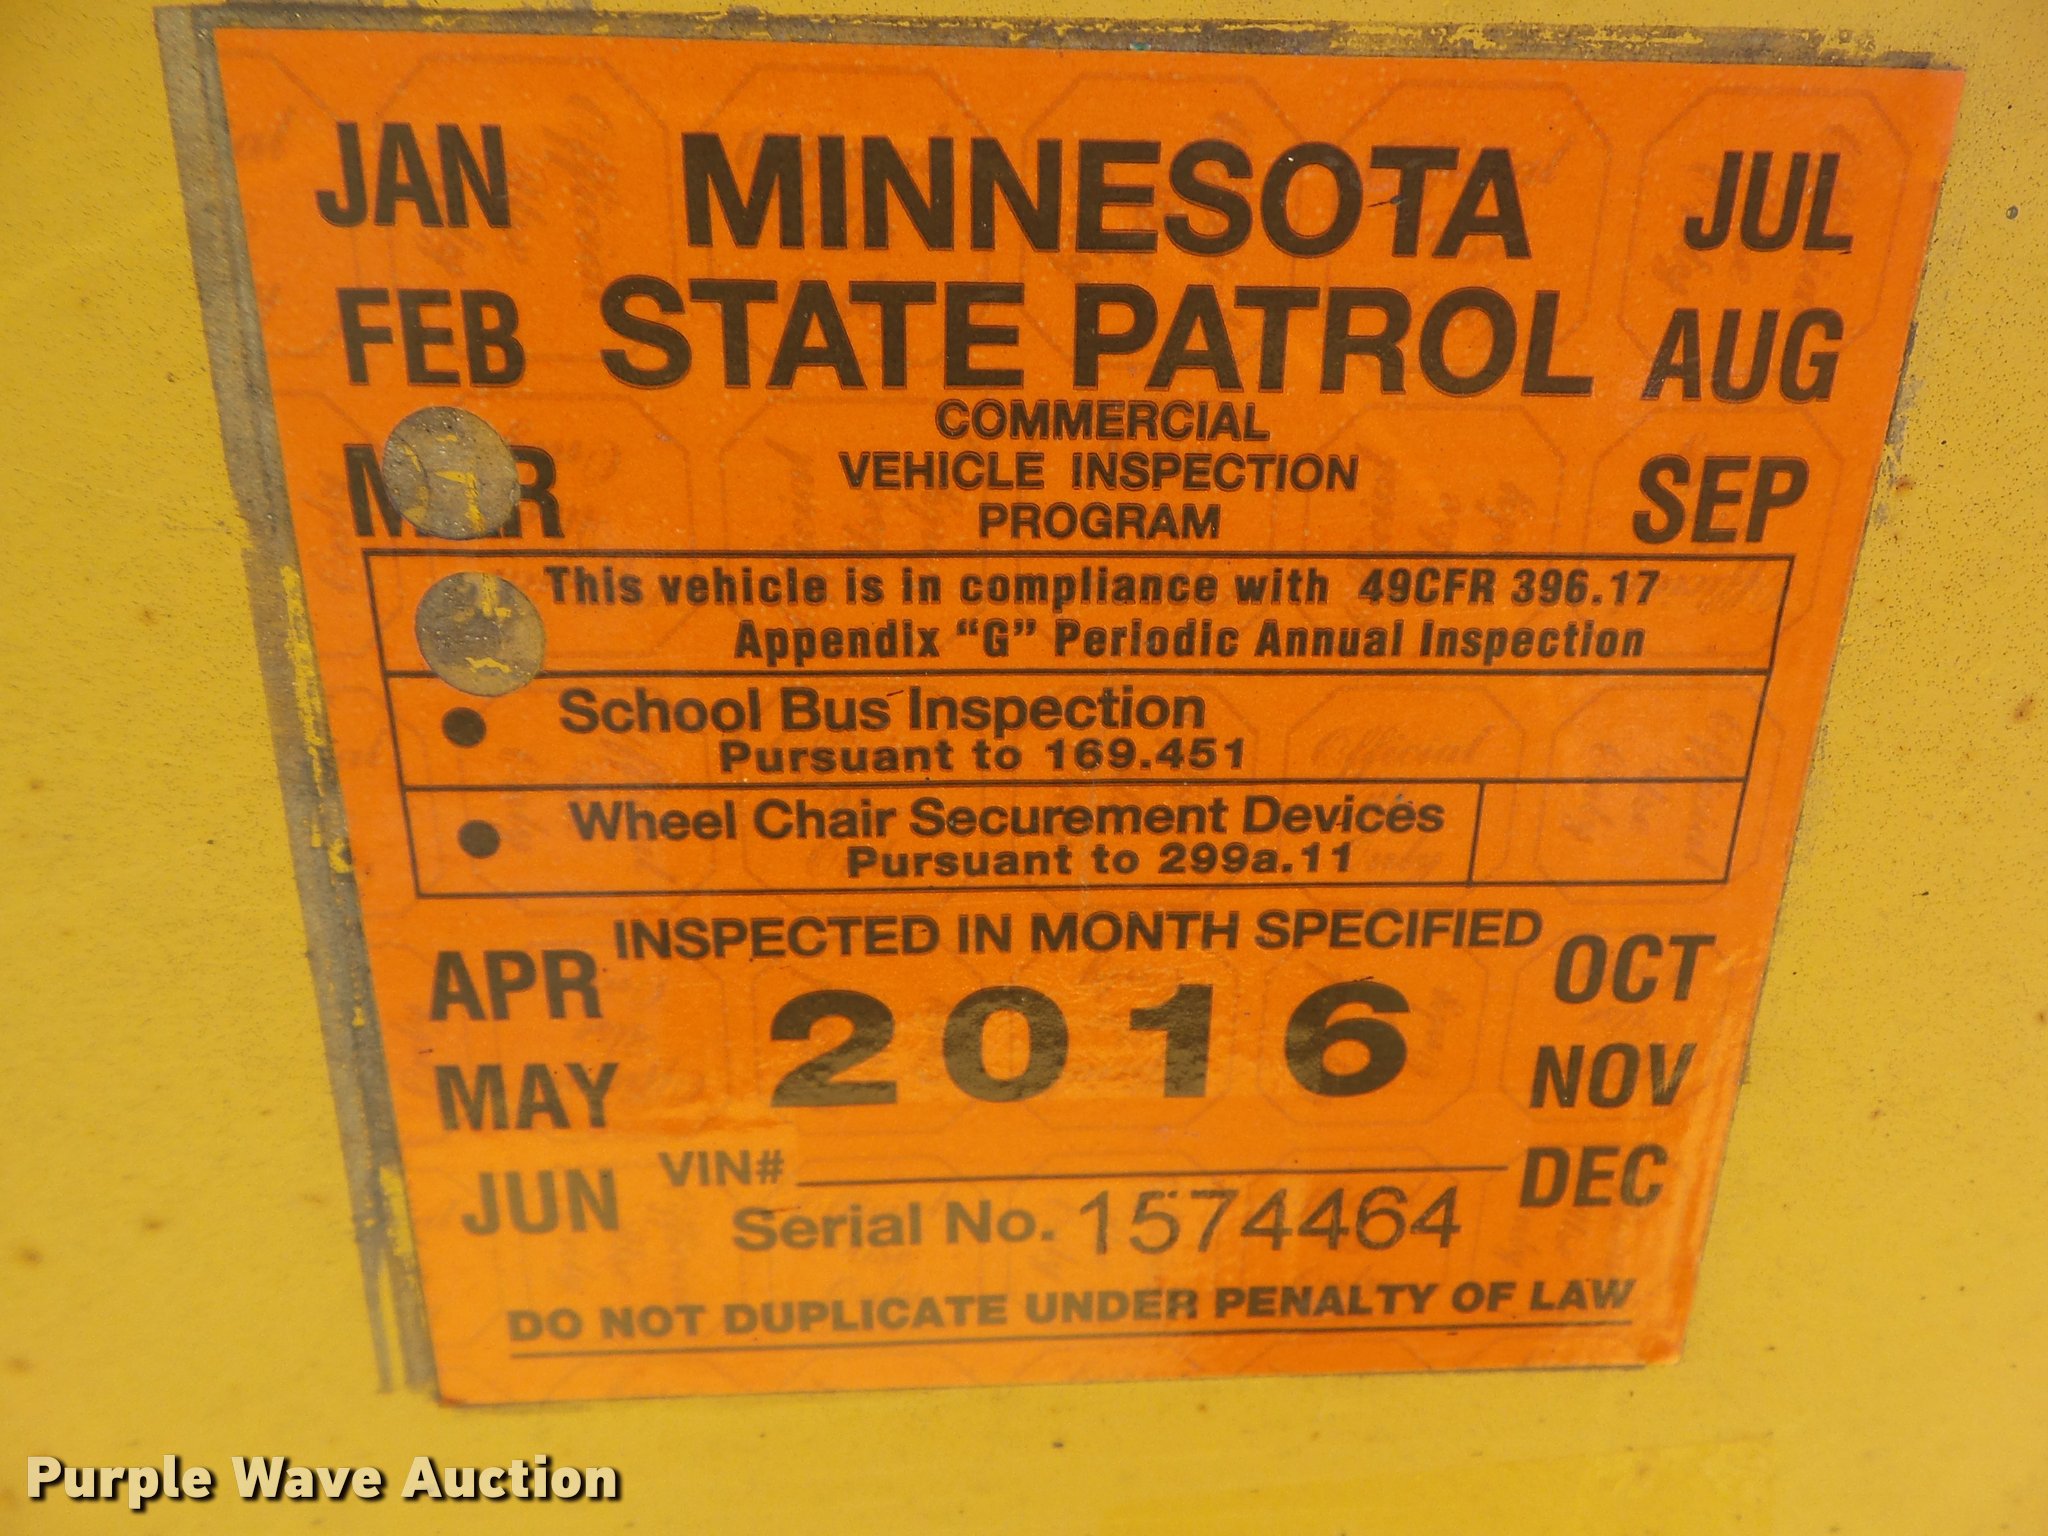 JAN MINNESOTA JUL
FEB STATE PATROL AUG
COMMERCIAL
MAR VEHICLE INSPECTION SEP
PROGRAM
This vehicle is in compliance with 49CFR 396.17
Appendix “G” Periodic Annual Inspection
● School Bus Inspection
Pursuant to 169.451
● Wheel Chair Securement Devices
Pursuant to 299a.11
INSPECTED IN MONTH SPECIFIED
APR 2016 OCT
MAY NOV
JUN VIN# DEC
Serial No. 1574464
DO NOT DUPLICATE UNDER PENALTY OF LAW
Purple Wave Auction